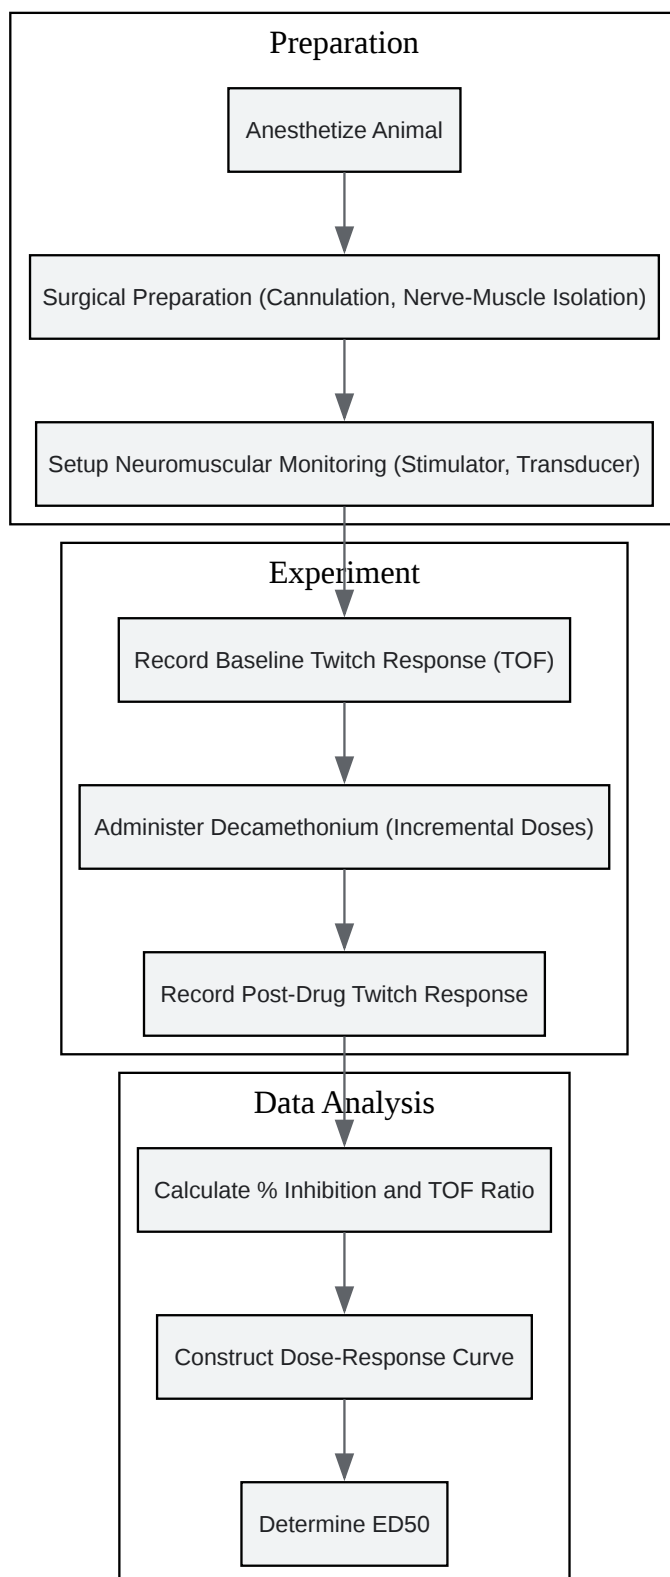 Preparation
Anesthetize Animal
Surgical Preparation (Cannulation, Nerve-Muscle Isolation)
Setup Neuromuscular Monitoring (Stimulator, Transducer)
Experiment
Record Baseline Twitch Response (TOF)
Administer Decamethonium (Incremental Doses)
Record Post-Drug Twitch Response
Data Analysis
Calculate % Inhibition and TOF Ratio
Construct Dose-Response Curve
Determine ED50